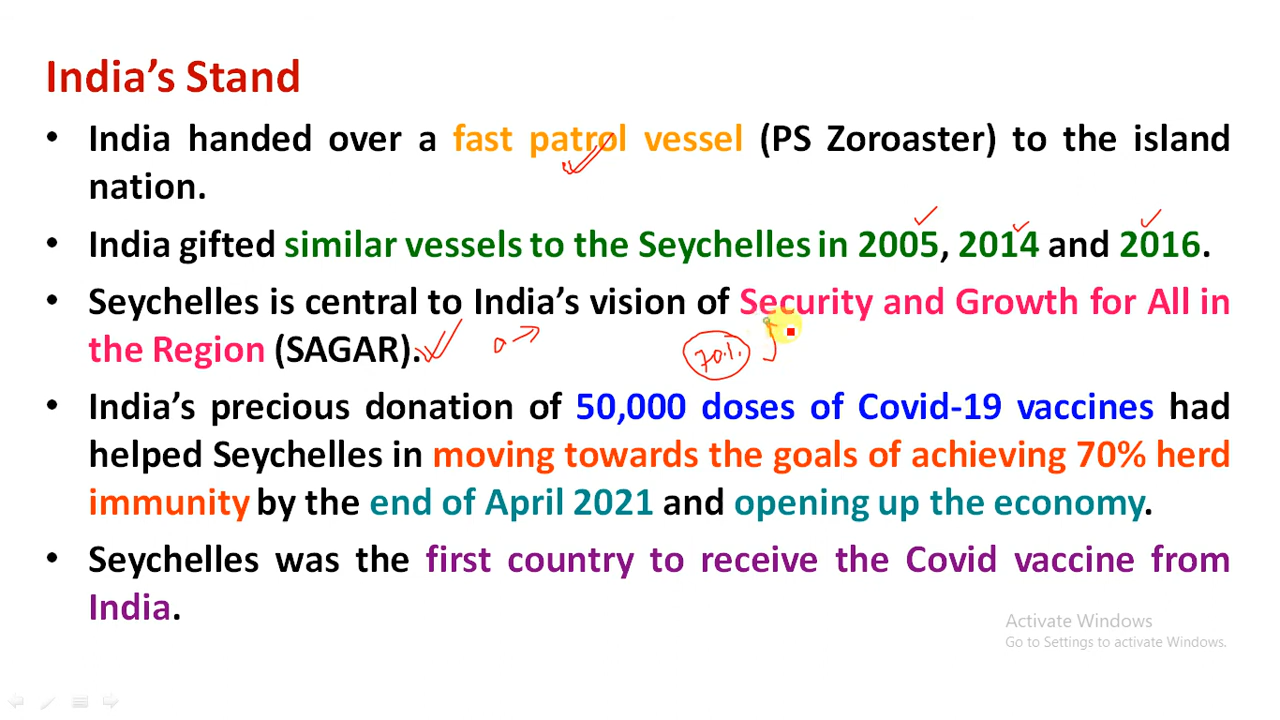 India's Stand
• India handed over a fast patrol vessel (PS Zoroaster) to the island
nation.
• India gifted similar vessels to the Seychelles in 2005, 2014 and 2016.
• Seychelles is central to India's vision of Security and Growth for All in
the Region (SAGAR).
70%.
• India's precious donation of 50,000 doses of Covid-19 vaccines had
helped Seychelles in moving towards the goals of achieving 70% herd
immunity by the end of April 2021 and opening up the economy.
• Seychelles was the first country to receive the Covid vaccine from
India.
Activate Windows
Go to Settings to activate Windows.